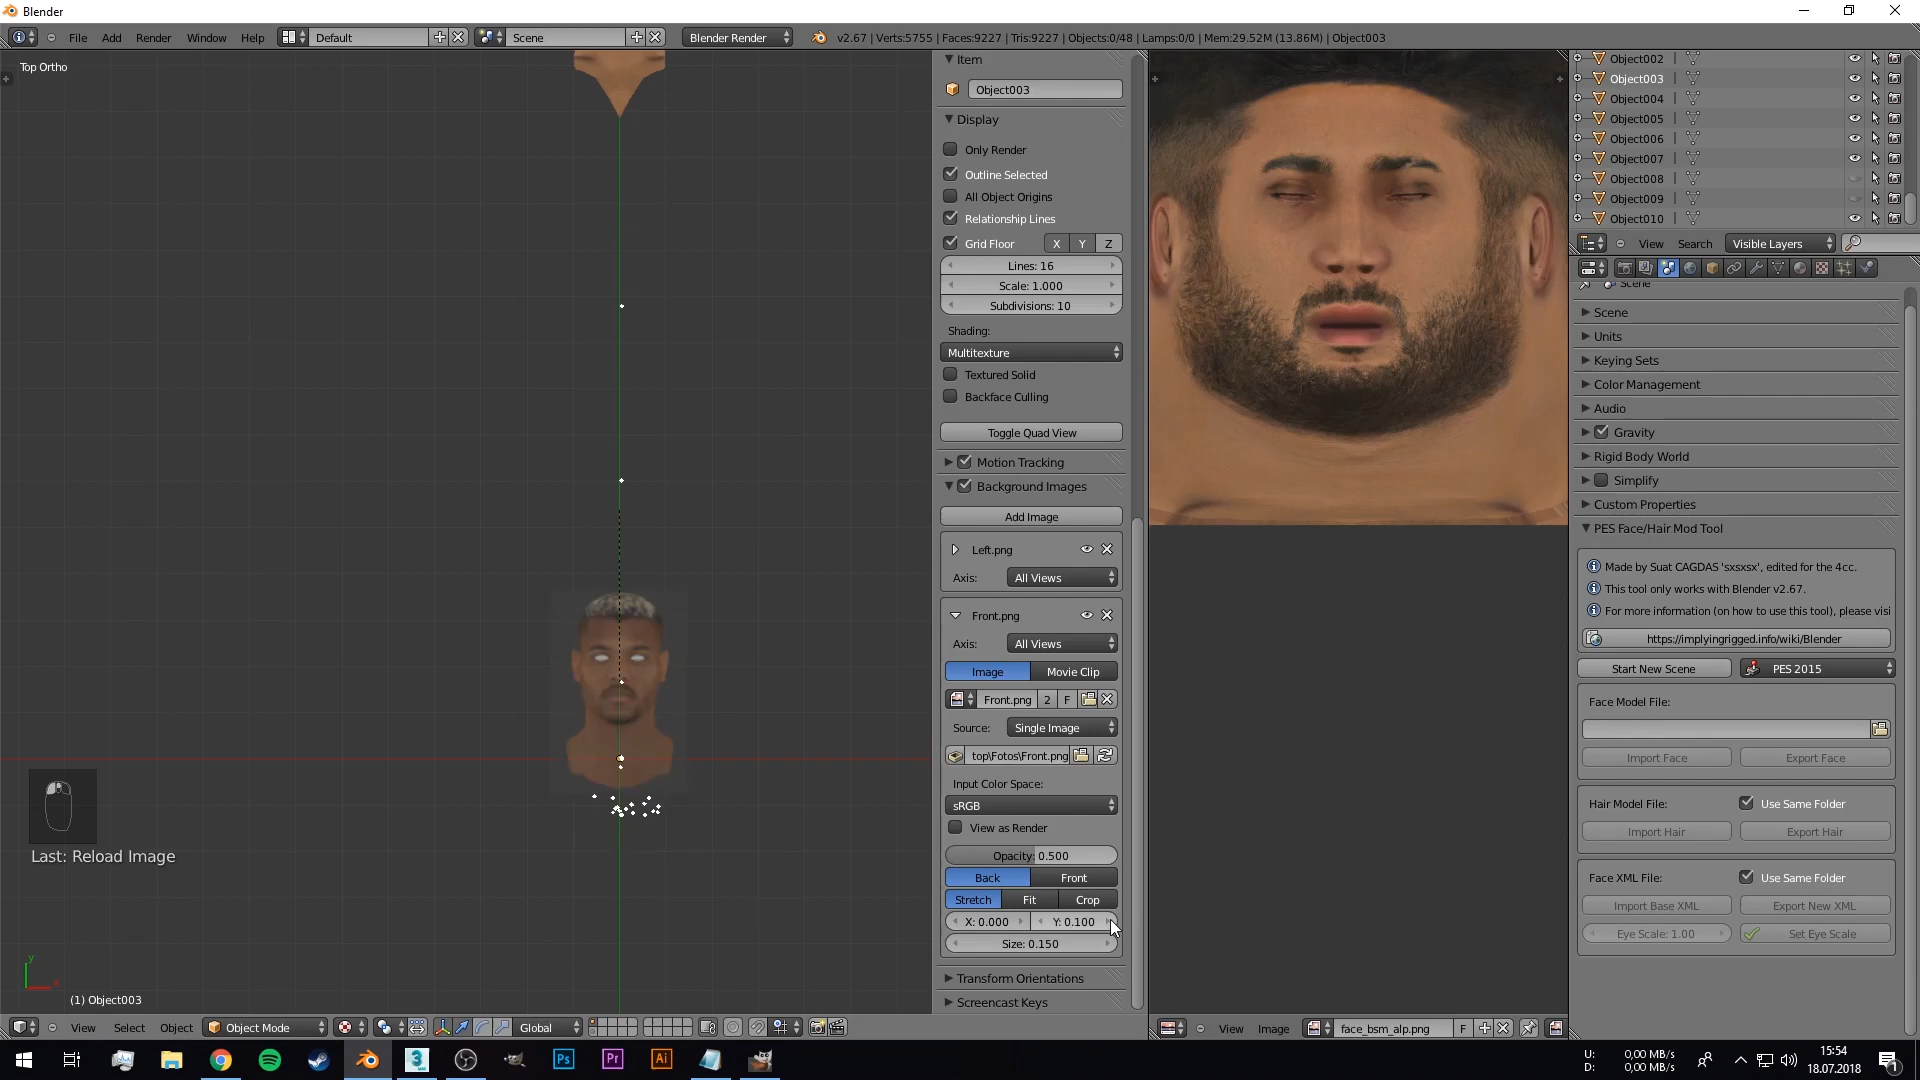 Blender
File Add Render Window Help Default Scene Blender Render v2.67 | Verts:5755 | Faces:9227 | Tris:9227 | Objects:0/48 | Lamps:0/0 | Mem:29.52M (13.86M) | Object003
Top Ortho
Last: Reload Image
y
x
(1) Object003
View Select Object Object Mode Global
Item
Object003
Display
Only Render
Outline Selected
All Object Origins
Relationship Lines
Grid Floor X Y Z
Lines: 16
Scale: 1.000
Subdivisions: 10
Shading:
Multitexture
Textured Solid
Backface Culling
Toggle Quad View
Motion Tracking
Background Images
Add Image
Left.png
Axis: All Views
Front.png
Axis: All Views
Image Movie Clip
Front.png 2 F
Source: Single Image
top\Fotos\Front.png
Input Color Space:
sRGB
View as Render
Opacity: 0.500
Back Front
Stretch Fit Crop
X: 0.000 Y: 0.100
Size: 0.150
Transform Orientations
Screencast Keys
View Image face_bsm_alp.png F
Object002
Object003
Object004
Object005
Object006
Object007
Object008
Object009
Object010
View Search Visible Layers
Scene
Scene
Units
Keying Sets
Color Management
Audio
Gravity
Rigid Body World
Simplify
Custom Properties
PES Face/Hair Mod Tool
Made by Suat CAGDAS 'sxsxsx', edited for the 4cc.
This tool only works with Blender v2.67.
For more information (on how to use this tool), please visi
https://implyingrigged.info/wiki/Blender
Start New Scene PES 2015
Face Model File:
Import Face Export Face
Hair Model File: Use Same Folder
Import Hair Export Hair
Face XML File: Use Same Folder
Import Base XML Export New XML
Eye Scale: 1.00 Set Eye Scale
Ps Pr Ai
U: 0,00 MB/s
D: 0,00 MB/s
15:54
18.07.2018
1